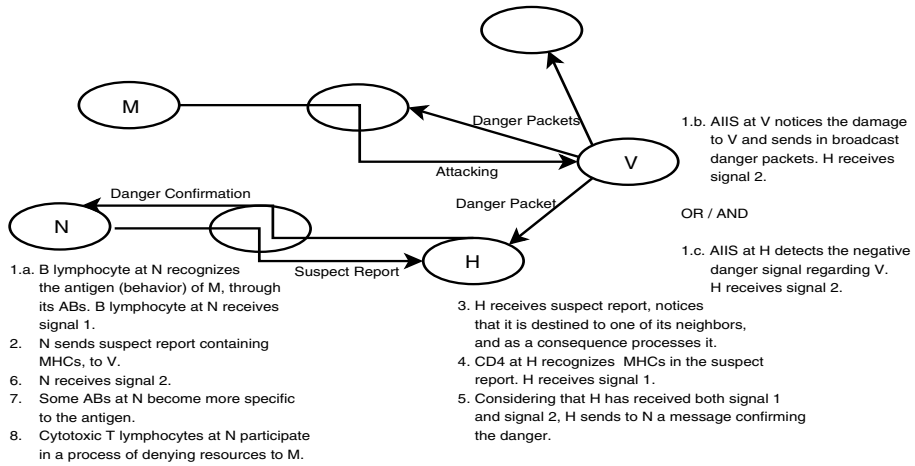 M
Danger Packets
V
Attacking
1.b. AIIS at V notices the damage
to V and sends in broadcast
danger packets. H receives
signal 2.
OR / AND
1.c. AIIS at H detects the negative
danger signal regarding V.
H receives signal 2.
Danger Confirmation
Danger Packet
N
H
Suspect Report
1.a. B lymphocyte at N recognizes
the antigen (behavior) of M, through
its ABs. B lymphocyte at N receives
signal 1.
2. N sends suspect report containing
MHCs, to V.
6. N receives signal 2.
7. Some ABs at N become more specific
to the antigen.
8. Cytotoxic T lymphocytes at N participate
in a process of denying resources to M.
3. H receives suspect report, notices
that it is destined to one of its neighbors,
and as a consequence processes it.
4. CD4 at H recognizes MHCs in the suspect
report. H receives signal 1.
5. Considering that H has received both signal 1
and signal 2, H sends to N a message confirming
the danger.